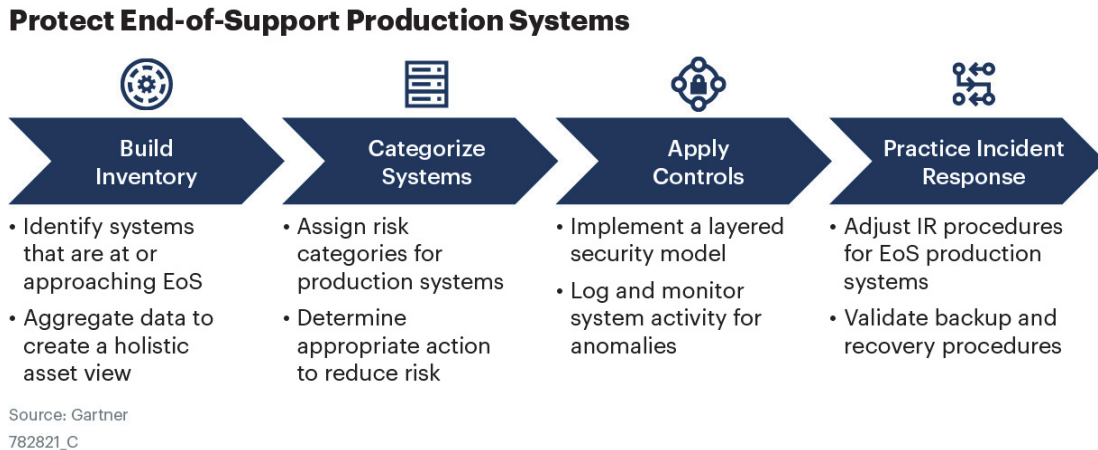 Protect End-of-Support Production Systems
Build
Inventory
• Identify systems
that are at or
approaching EoS
• Aggregate data to
create a holistic
asset view
Categorize
Systems
• Assign risk
categories for
production systems
• Determine
appropriate action
to reduce risk
Apply
Controls
• Implement a layered
security model
• Log and monitor
system activity for
anomalies
Practice Incident
Response
• Adjust IR procedures
for EoS production
systems
• Validate backup and
recovery procedures
Source: Gartner
782821_C